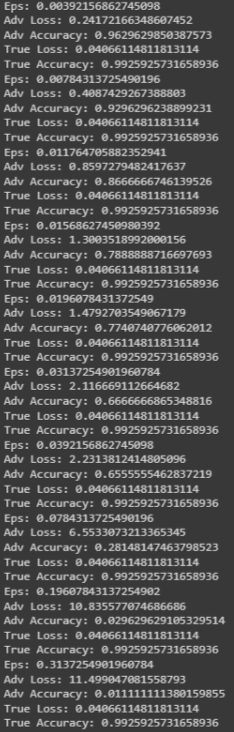 Eps: 0.00392156862745098
Adv Loss: 0.24172166348607452
Adv Accuracy: 0.9629629850387573
True Loss: 0.04066114811813114
True Accuracy: 0.9925925731658936
Eps: 0.00784313725490196
Adv Loss: 0.4087429267388803
Adv Accuracy: 0.9296296238899231
True Loss: 0.04066114811813114
True Accuracy: 0.9925925731658936
Eps: 0.011764705882352941
Adv Loss: 0.8597279482417637
Adv Accuracy: 0.8666666746139526
True Loss: 0.04066114811813114
True Accuracy: 0.9925925731658936
Eps: 0.01568627450980392
Adv Loss: 1.3003518992000156
Adv Accuracy: 0.7888888716697693
True Loss: 0.04066114811813114
True Accuracy: 0.9925925731658936
Eps: 0.0196078431372549
Adv Loss: 1.4792703549067179
Adv Accuracy: 0.7740740776062012
True Loss: 0.04066114811813114
True Accuracy: 0.9925925731658936
Eps: 0.03137254901960784
Adv Loss: 2.116669112664682
Adv Accuracy: 0.6666666865348816
True Loss: 0.04066114811813114
True Accuracy: 0.9925925731658936
Eps: 0.0392156862745098
Adv Loss: 2.2313812414805096
Adv Accuracy: 0.6555555462837219
True Loss: 0.04066114811813114
True Accuracy: 0.9925925731658936
Eps: 0.0784313725490196
Adv Loss: 6.5533073213365345
Adv Accuracy: 0.28148147463798523
True Loss: 0.04066114811813114
True Accuracy: 0.9925925731658936
Eps: 0.19607843137254902
Adv Loss: 10.835577074686686
Adv Accuracy: 0.029629629105329514
True Loss: 0.04066114811813114
True Accuracy: 0.9925925731658936
Eps: 0.3137254901960784
Adv Loss: 11.499047081558793
Adv Accuracy: 0.011111111380159855
True Loss: 0.04066114811813114
True Accuracy: 0.9925925731658936